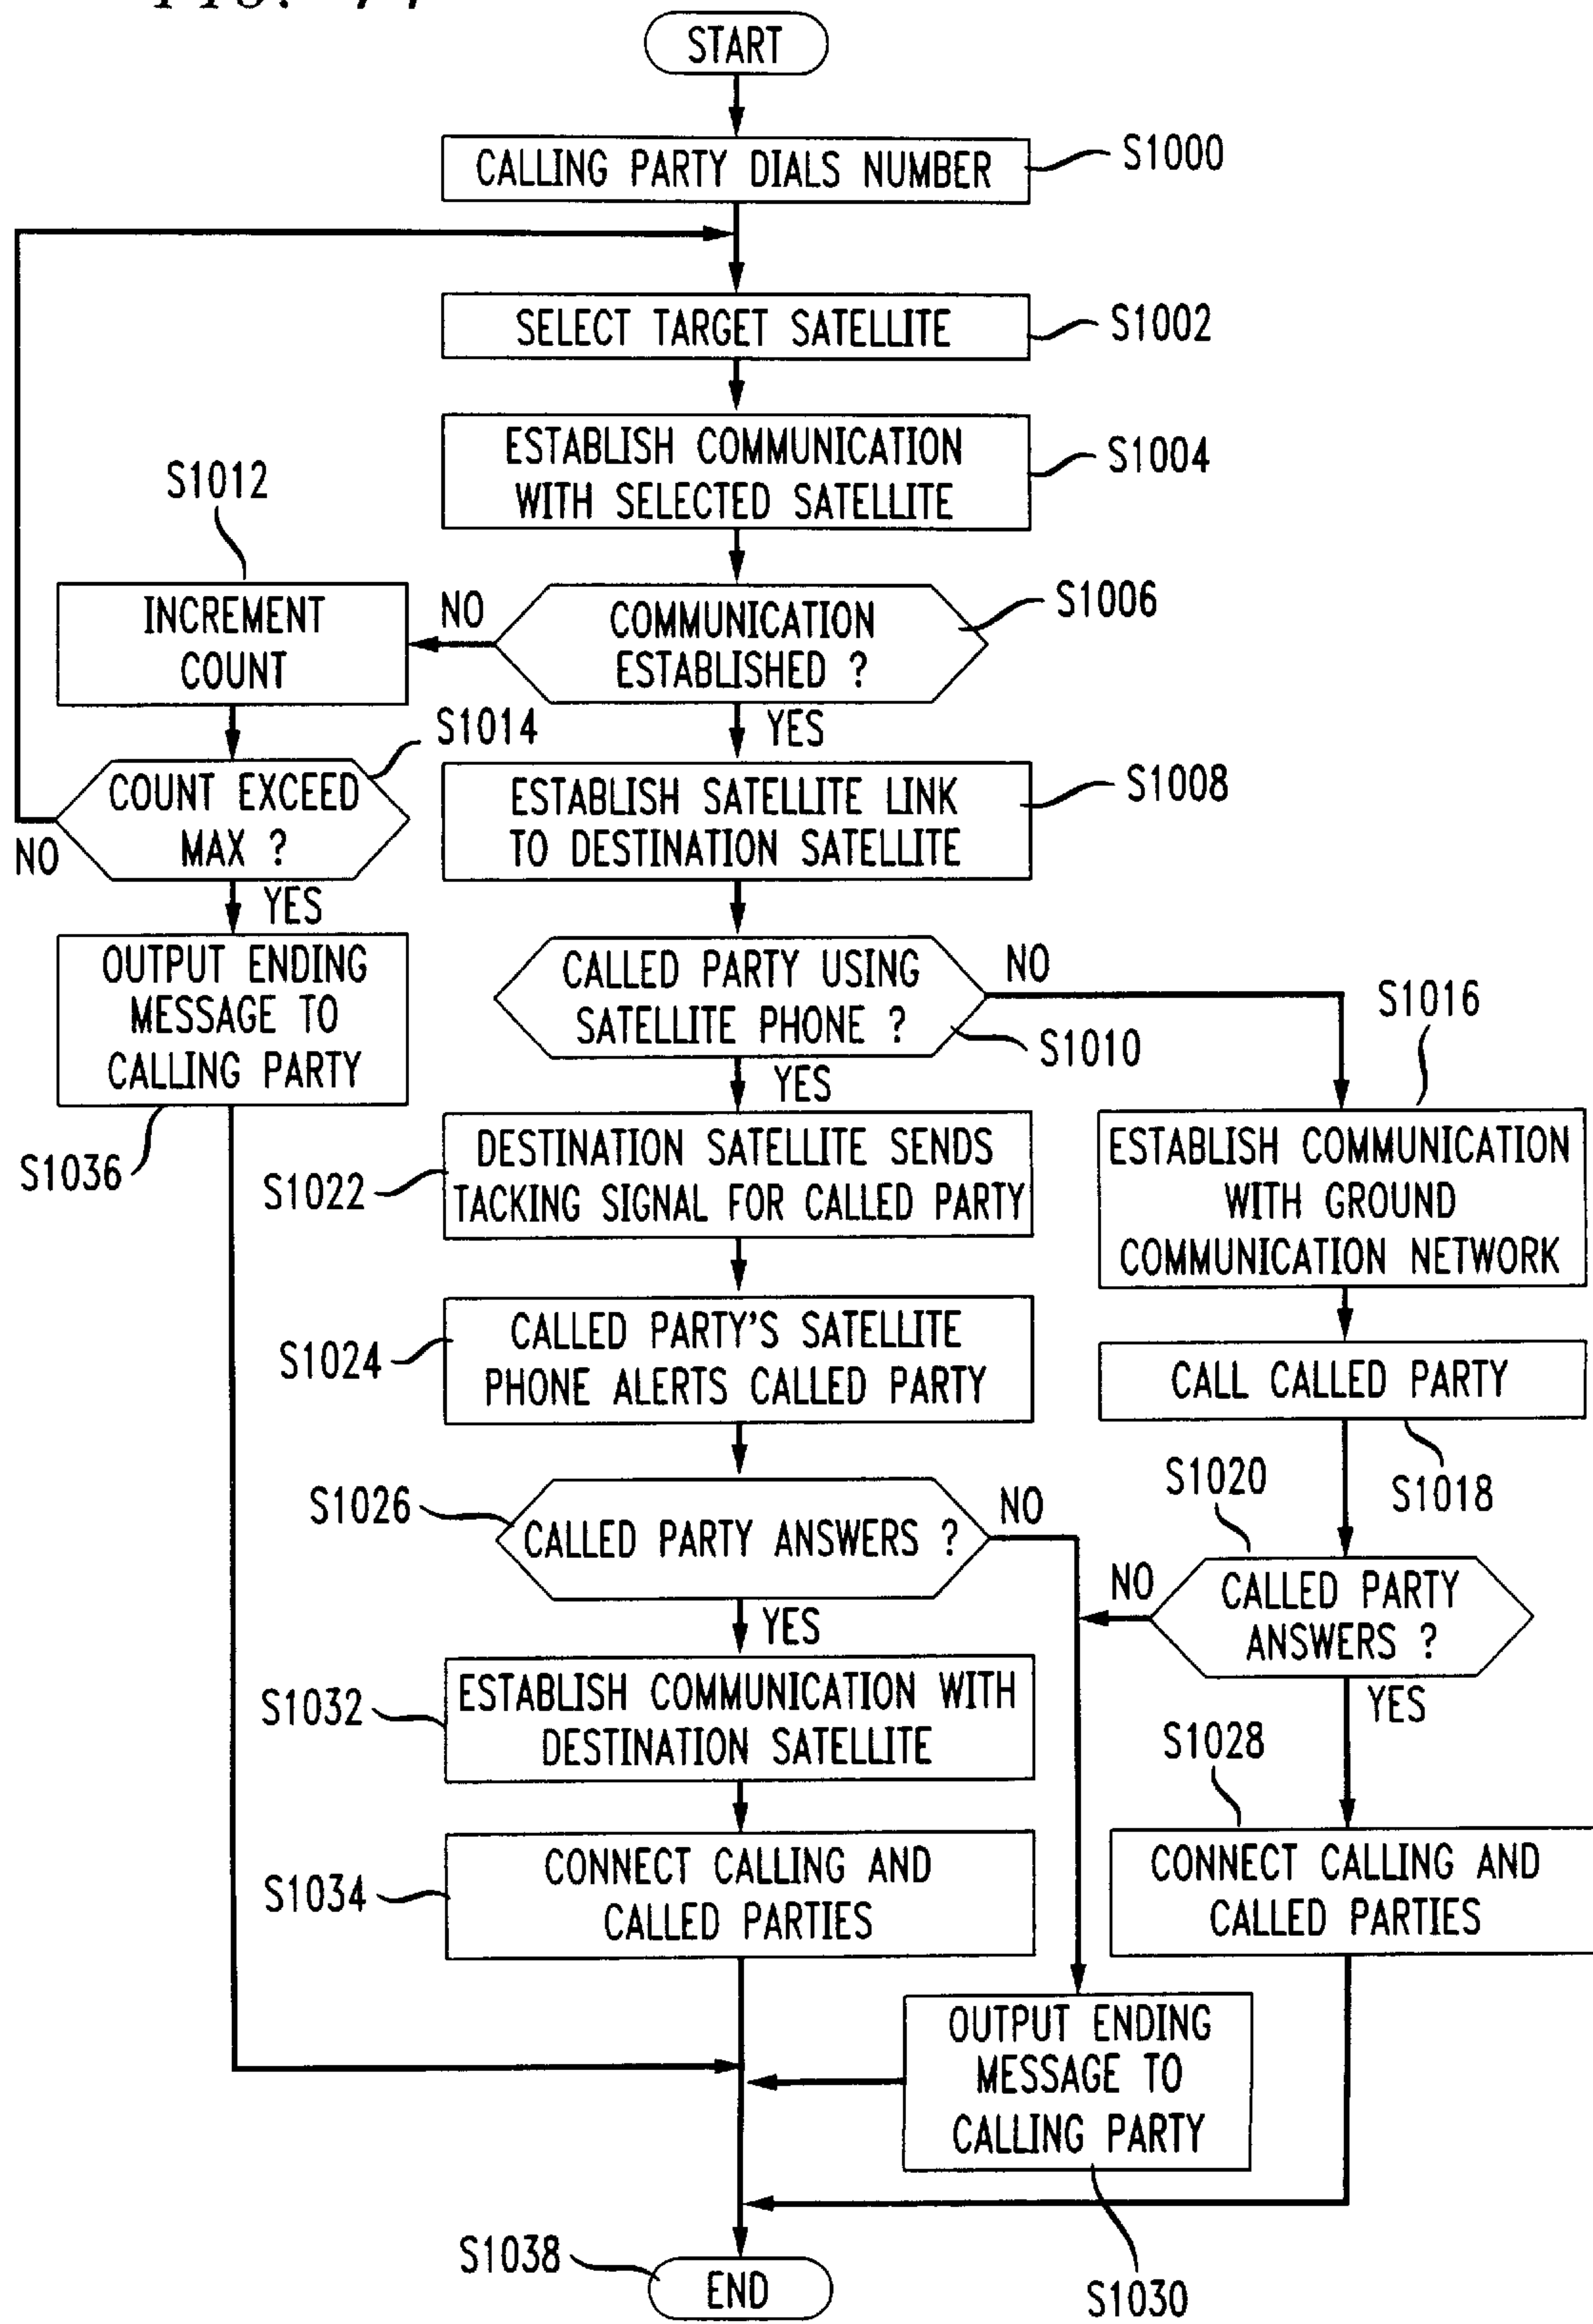 START
CALLING PARTY DIALS NUMBER
S1000
SELECT TARGET SATELLITE
S1002
ESTABLISH COMMUNICATION
WITH SELECTED SATELLITE
S1004
S1012
INCREMENT
COUNT
NO
COMMUNICATION
ESTABLISHED ?
S1006
YES
S1014
COUNT EXCEED
MAX ?
NO
YES
ESTABLISH SATELLITE LINK
TO DESTINATION SATELLITE
S1008
OUTPUT ENDING
MESSAGE TO
CALLING PARTY
S1036
CALLED PARTY USING
SATELLITE PHONE ?
NO
S1010
YES
S1016
ESTABLISH COMMUNICATION
WITH GROUND
COMMUNICATION NETWORK
S1022
DESTINATION SATELLITE SENDS
TACKING SIGNAL FOR CALLED PARTY
S1024
CALLED PARTY'S SATELLITE
PHONE ALERTS CALLED PARTY
CALL CALLED PARTY
S1018
S1026
CALLED PARTY ANSWERS ?
NO
YES
S1020
NO
CALLED PARTY
ANSWERS ?
YES
S1032
ESTABLISH COMMUNICATION WITH
DESTINATION SATELLITE
S1028
S1034
CONNECT CALLING AND
CALLED PARTIES
CONNECT CALLING AND
CALLED PARTIES
OUTPUT ENDING
MESSAGE TO
CALLING PARTY
S1030
S1038
END